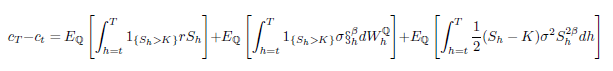 c_T − c_t = E_ℚ [ ∫_{h=t}^{T} 1_{{S_h>K}} r S_h ] + E_ℚ [ ∫_{h=t}^{T} 1_{{S_h>K}} σ§_h^β dW_h^ℚ ] + E_ℚ [ ∫_{h=t}^{T} \frac{1}{2} (S_h − K) σ^2 S_h^{2β} dh ]